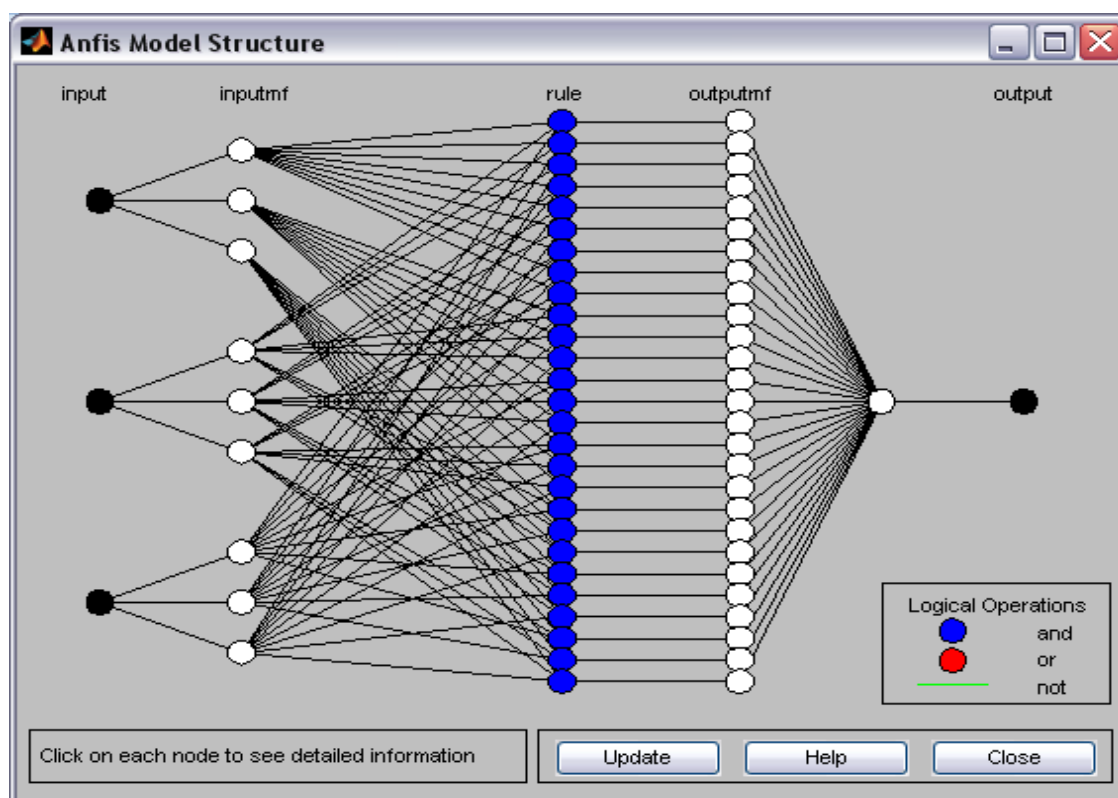 Anfis Model Structure
input inputmf rule outputmf output
Logical Operations
and
or
not
Click on each node to see detailed information
Update Help Close